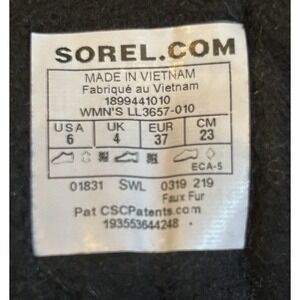 SOREL.COM
MADE IN VIETNAM
Fabriqué au Vietnam
1899441010
WMN'S LL3657-010
USA UK EUR CM
6 4 37 23
ECA-5
01831 SWL 0319 219
Faux Fur
Pat CSCPatents.com
193553644248